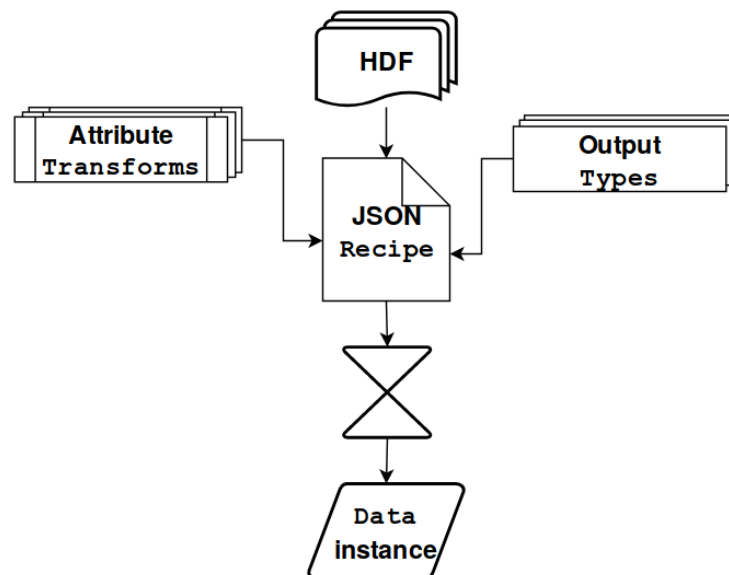 HDF
Attribute
Transforms
Output
Types
JSON
Recipe
Data
instance